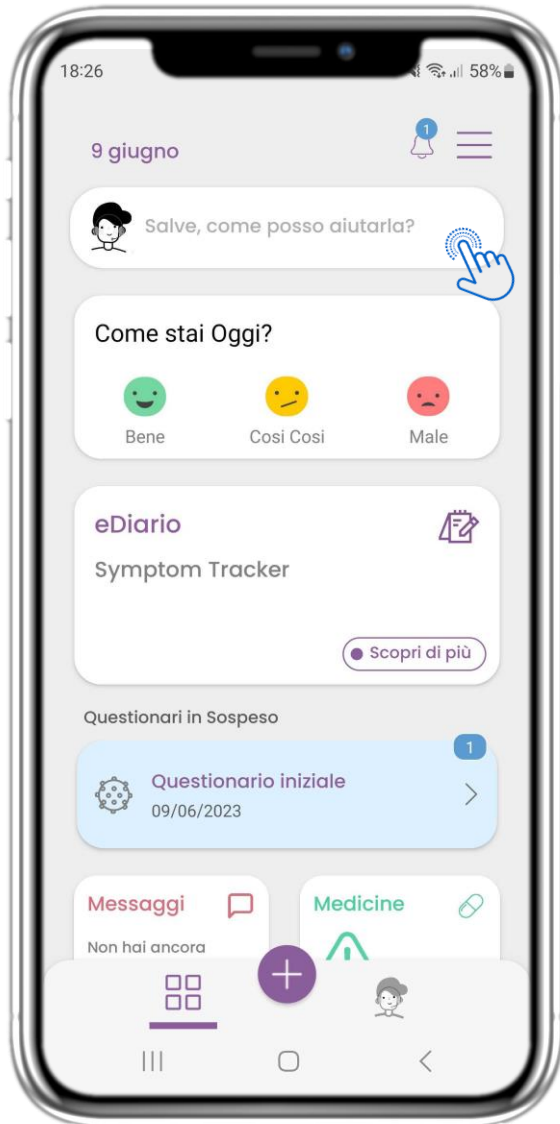 18:26 58%
9 giugno 1
Salve, come posso aiutarla?
Come stai Oggi?
Bene Cosi Cosi Male
eDiario
Symptom Tracker
Scopri di più
Questionari in Sospeso
1
Questionario iniziale
09/06/2023
Messaggi Medicine
Non hai ancora